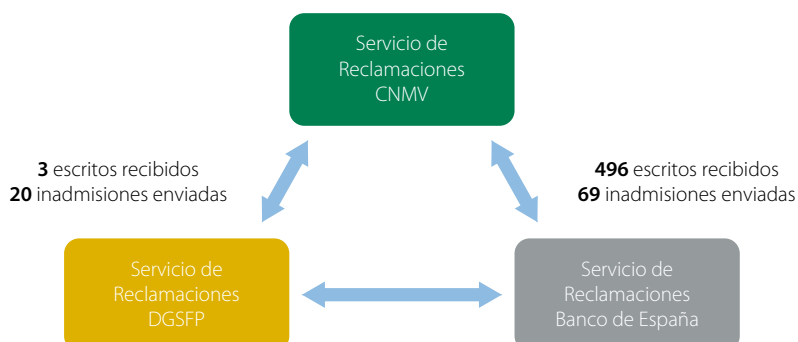 Servicio de
Reclamaciones
CNMV
3 escritos recibidos
20 inadmisiones enviadas
496 escritos recibidos
69 inadmisiones enviadas
Servicio de
Reclamaciones
DGSFP
Servicio de
Reclamaciones
Banco de España